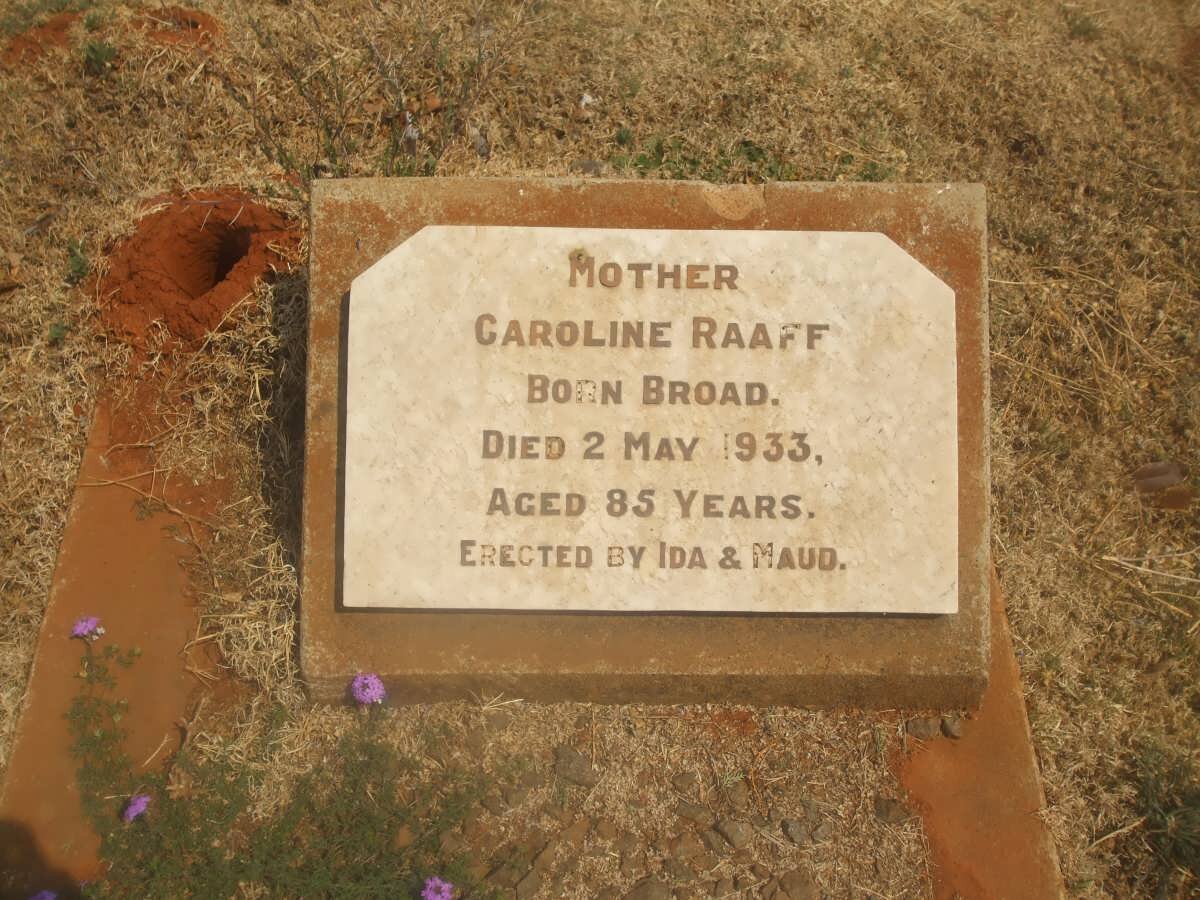 MOTHER
CAROLINE RAAFF
BORN BROAD.
DIED 2 MAY 1933,
AGED 85 YEARS.
ERECTED BY IDA & MAUD.